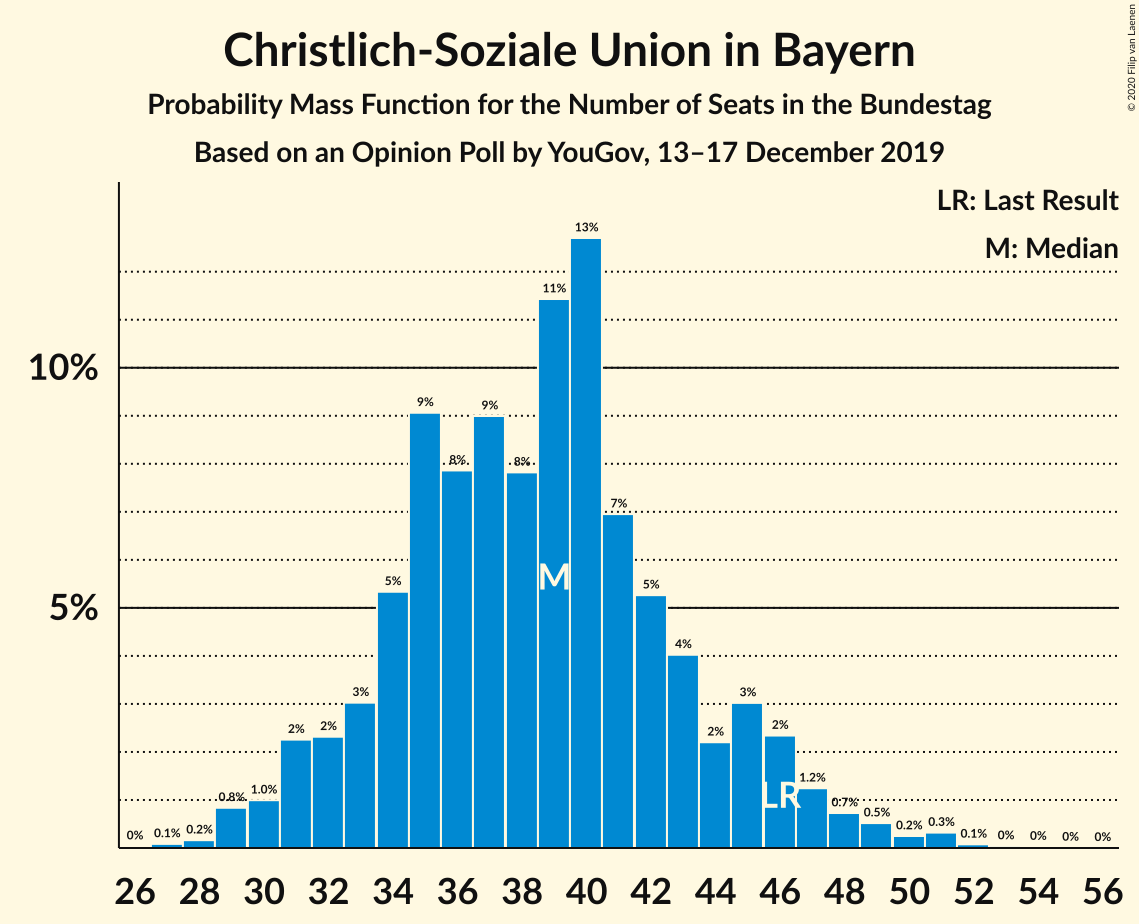 Christlich-Soziale Union in Bayern
Probability Mass Function for the Number of Seats in the Bundestag
Based on an Opinion Poll by YouGov, 13–17 December 2019
© 2020 Filip van Laenen
LR: Last Result
M: Median
10%
5%
0% 0.1% 0.2% 0.8% 1.0% 2% 2% 3% 5% 9% 8% 9% 8% 11% 13% 7% 5% 4% 2% 3% 2% 1.2% 0.7% 0.5% 0.2% 0.3% 0.1% 0% 0% 0% 0%
M
LR
26 28 30 32 34 36 38 40 42 44 46 48 50 52 54 56